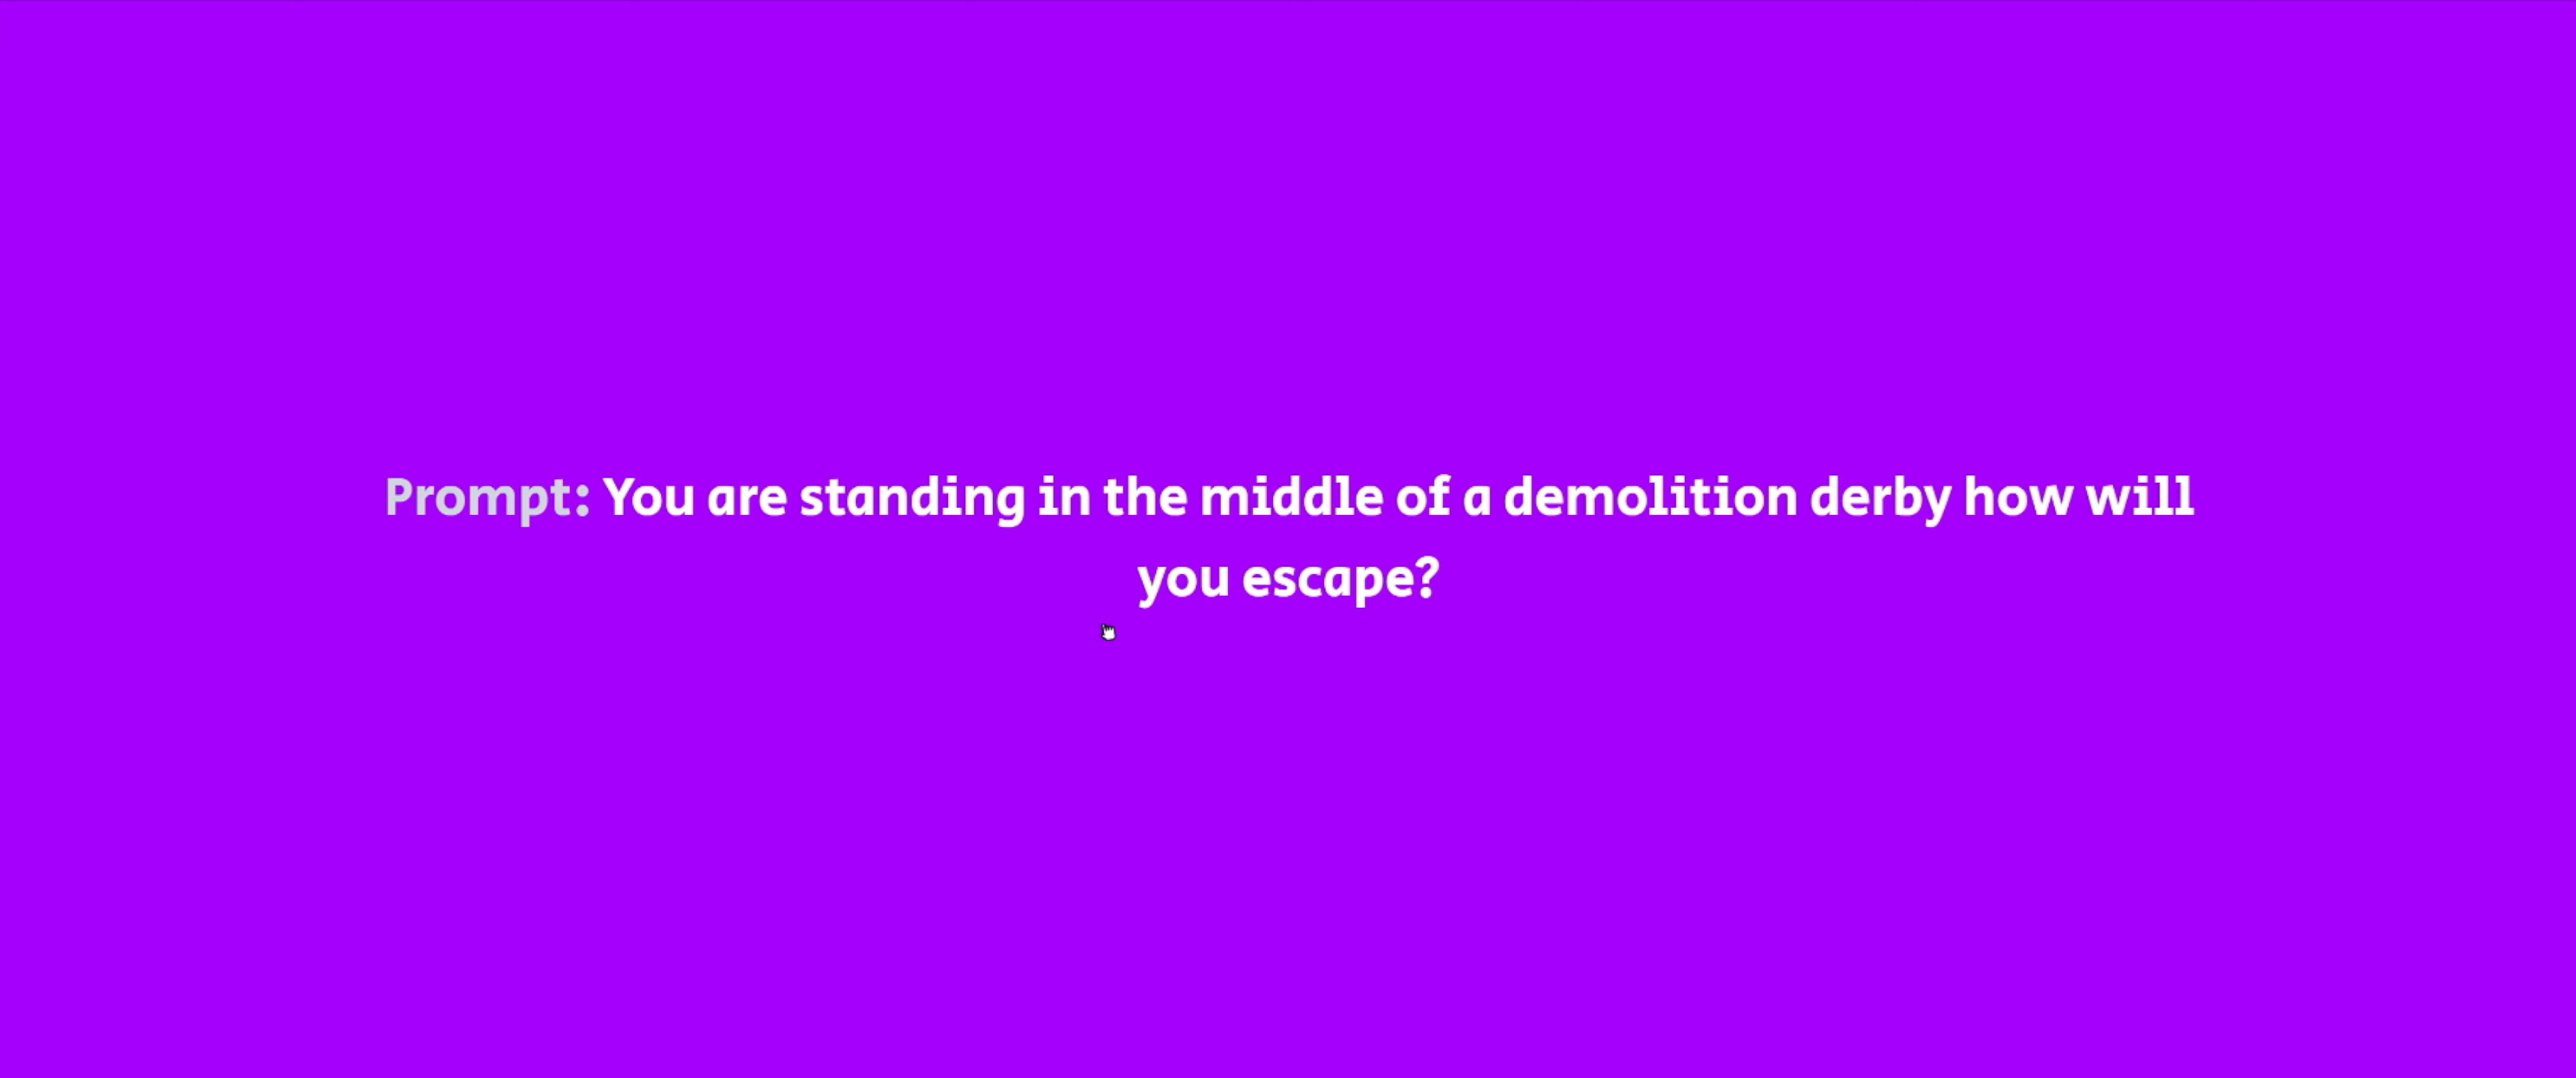 Prompt: You are standing in the middle of a demolition derby how will
you escape?